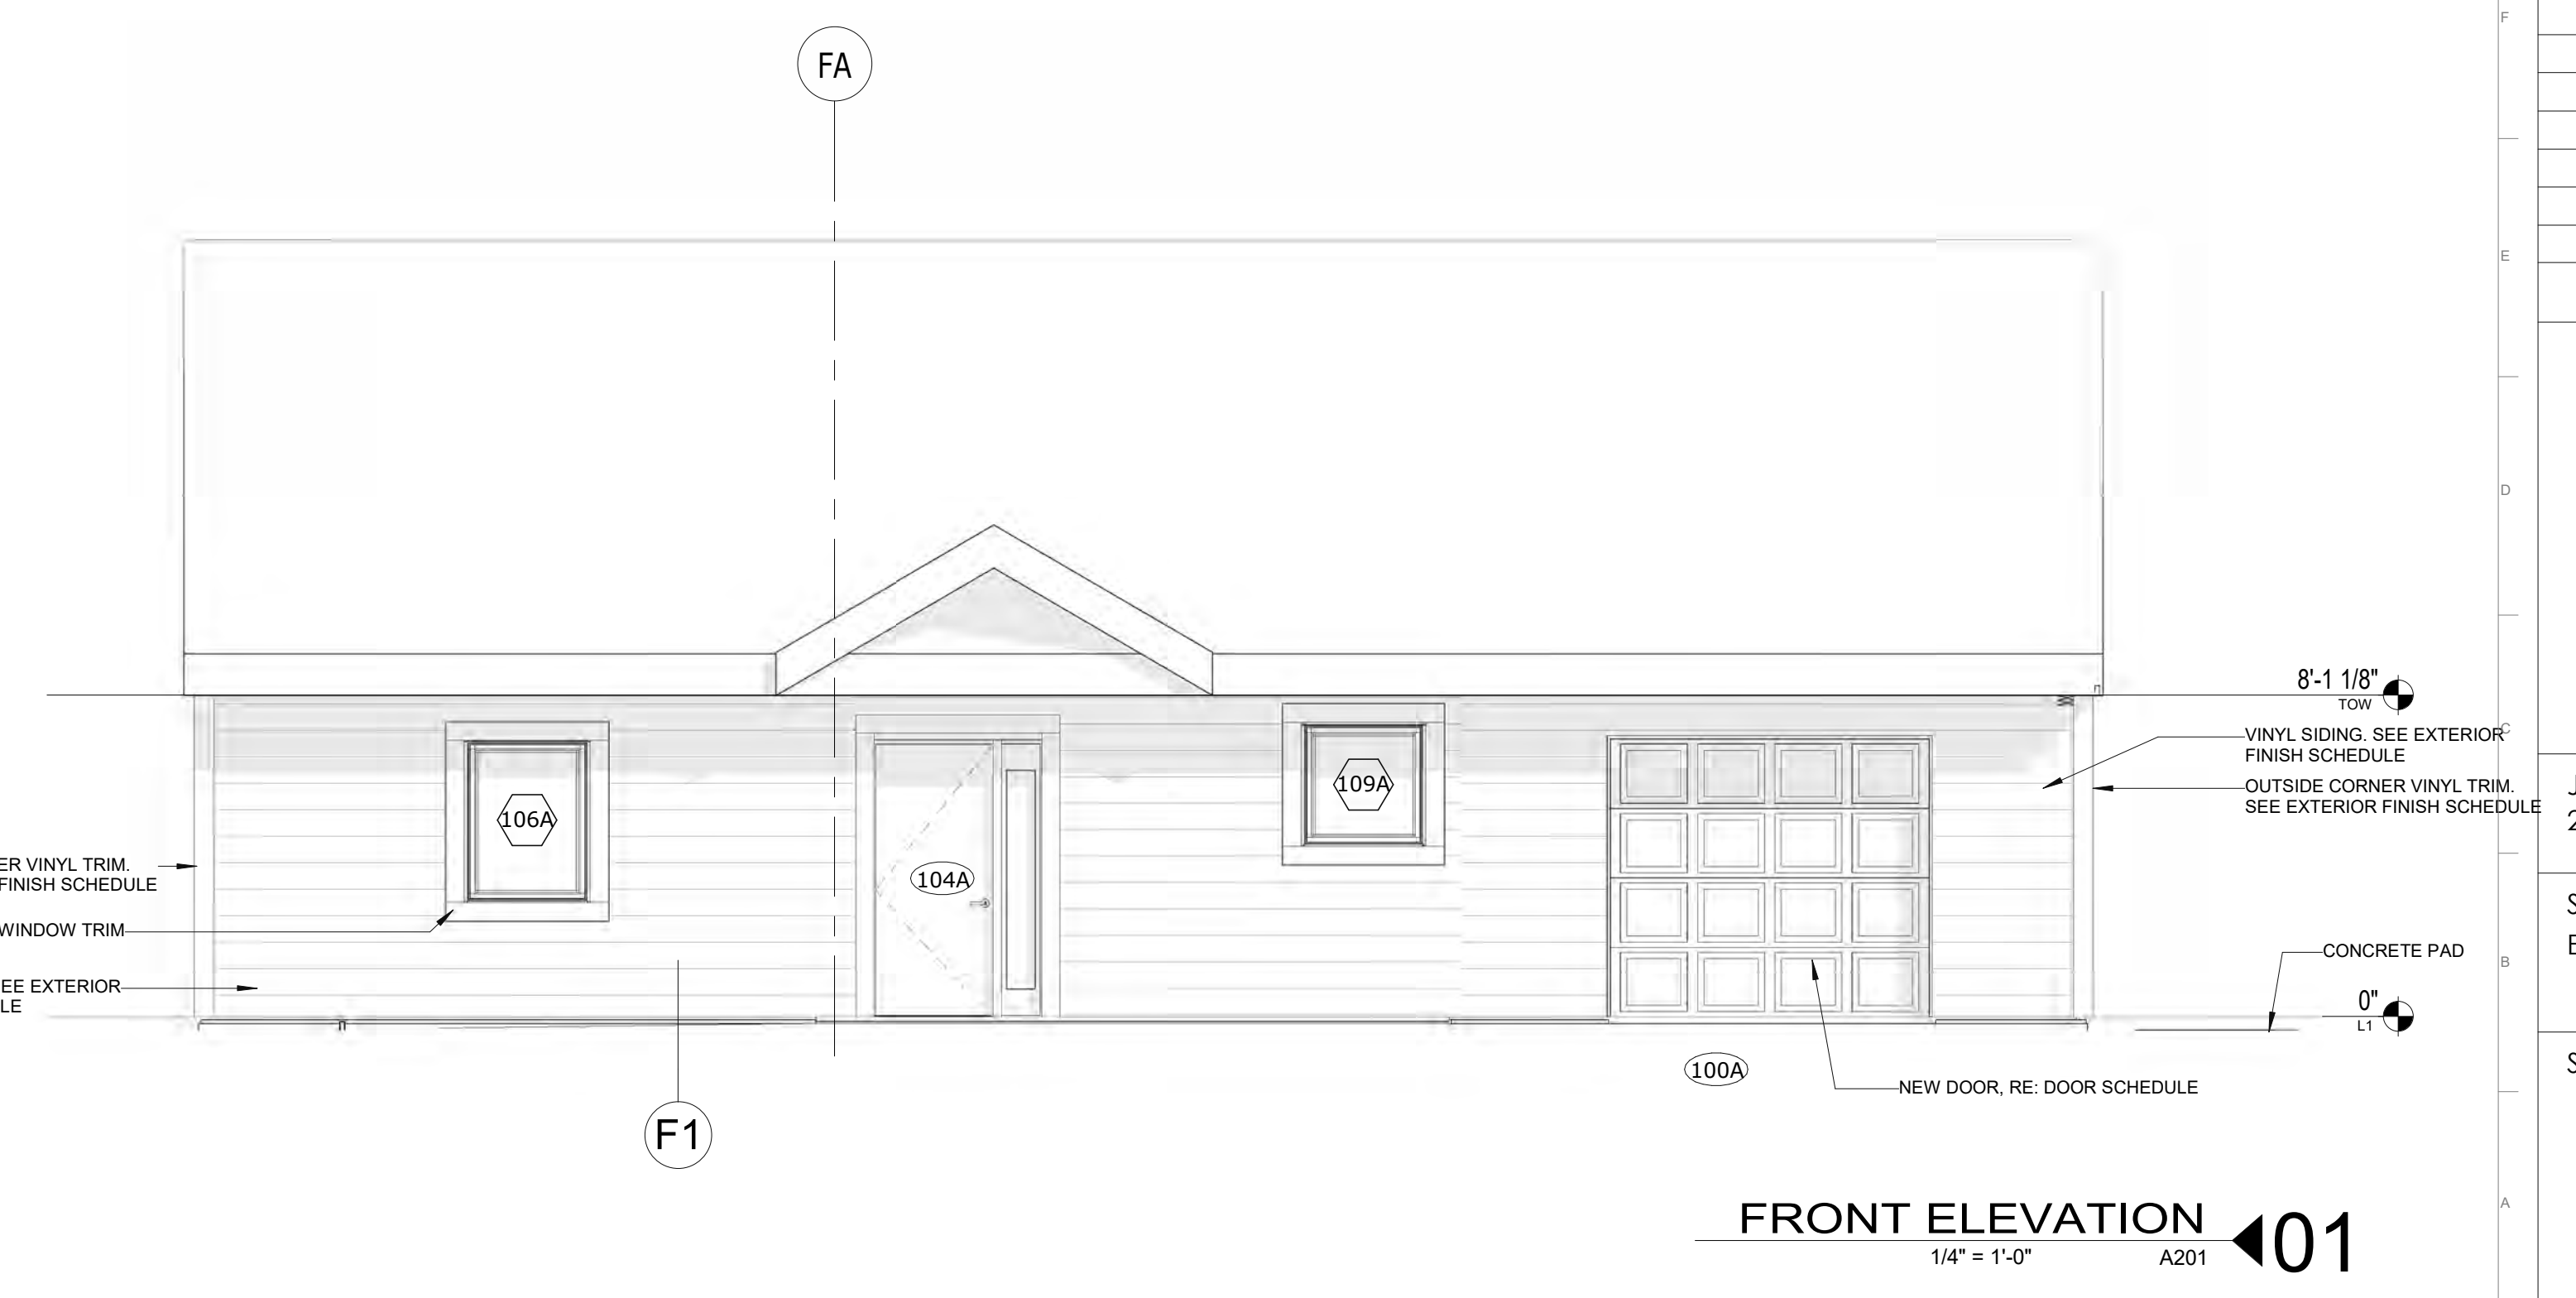 F
FA
E
D
8'-1 1/8"
TOW
C
VINYL SIDING. SEE EXTERIOR
FINISH SCHEDULE
OUTSIDE CORNER VINYL TRIM.
SEE EXTERIOR FINISH SCHEDULE
109A
106A
104A
ER VINYL TRIM.
FINISH SCHEDULE
WINDOW TRIM
EE EXTERIOR
LE
CONCRETE PAD
B
0"
L1
100A
NEW DOOR, RE: DOOR SCHEDULE
F1
A
FRONT ELEVATION
1/4" = 1'-0"
A201
01
J
2
S
E
S